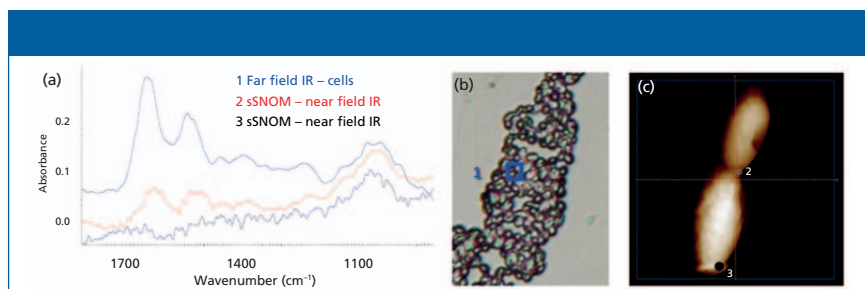 (a)
1 Far field IR – cells
2 sSNOM – near field IR
3 sSNOM – near field IR
Absorbance
0.2
0.1
0.0
1700 1400 1100
Wavenumber (cm⁻¹)
(b)
1
(c)
2
3